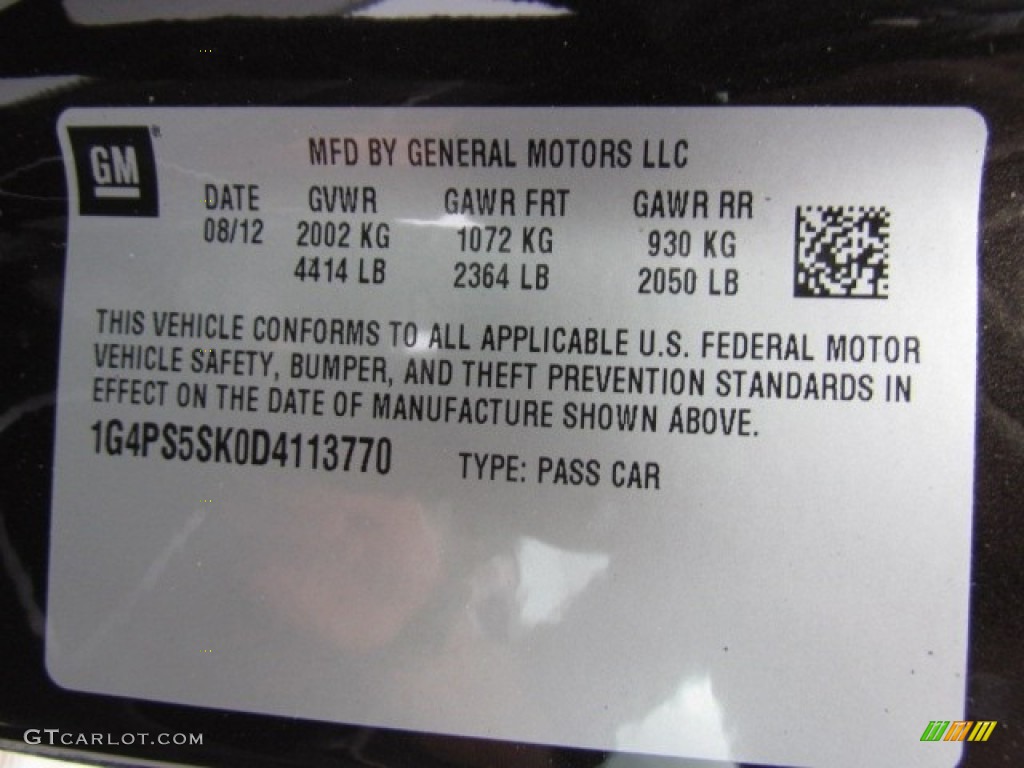 GM®
MFD BY GENERAL MOTORS LLC
DATE GVWR GAWR FRT GAWR RR
08/12 2002 KG 1072 KG 930 KG
4414 LB 2364 LB 2050 LB
THIS VEHICLE CONFORMS TO ALL APPLICABLE U.S. FEDERAL MOTOR
VEHICLE SAFETY, BUMPER, AND THEFT PREVENTION STANDARDS IN
EFFECT ON THE DATE OF MANUFACTURE SHOWN ABOVE.
1G4PS5SK0D4113770 TYPE: PASS CAR
GTCARLOT.COM